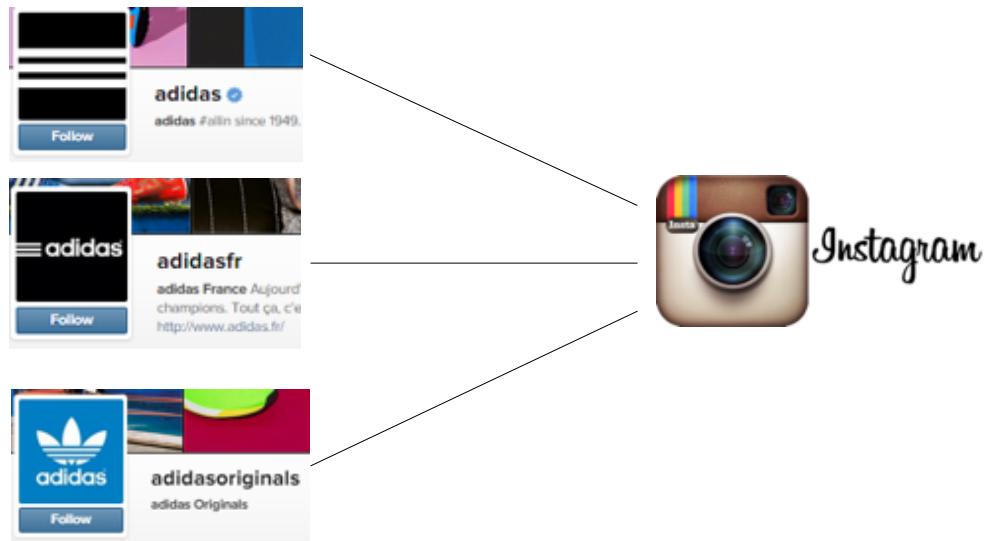 adidas
adidas #allin since 1949.
Follow
adidas
adidasfr
adidas France Aujourd'
champions. Tout ça, c'e
http://www.adidas.fr/
Follow
Insta
Instagram
adidas
adidasoriginals
adidas Originals
Follow